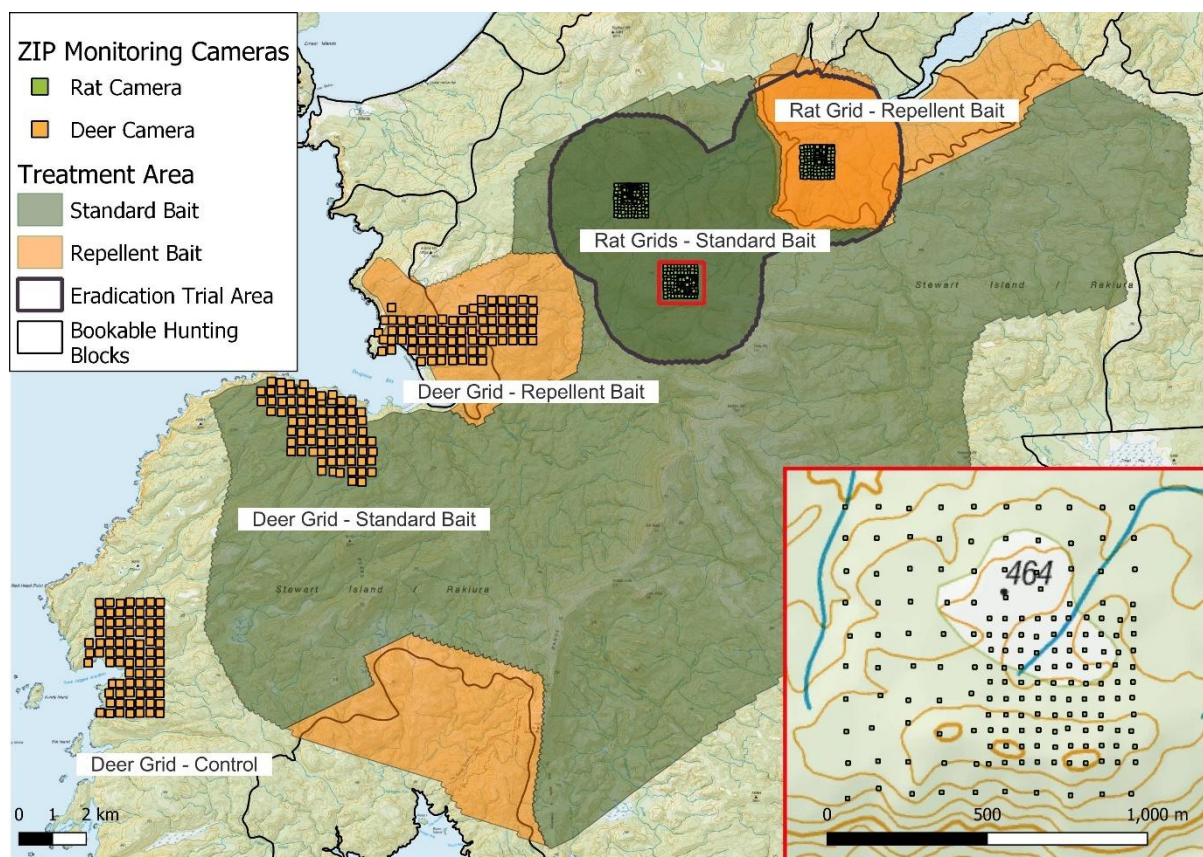 ZIP Monitoring Cameras
Rat Camera
Deer Camera
Treatment Area
Standard Bait
Repellent Bait
Eradication Trial Area
Bookable Hunting
Blocks
Rat Grid - Repellent Bait
Rat Grids - Standard Bait
Stewart Island / Rakiura
Deer Grid - Repellent Bait
Deer Grid - Standard Bait
Stewart Island / Rakiura
Deer Grid - Control
0 1 2 km
464
0 500 1,000 m